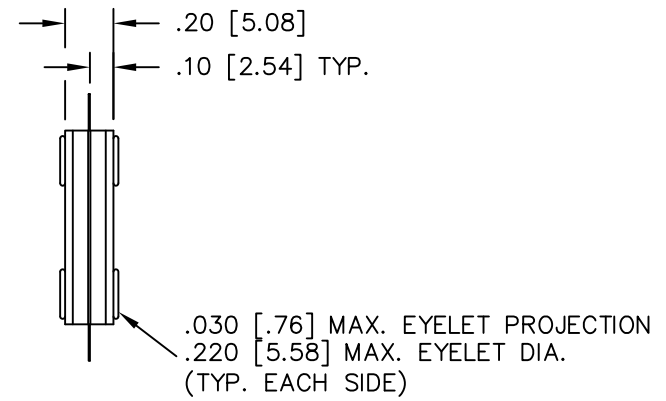 .20 [5.08]
.10 [2.54] TYP.
.030 [.76] MAX. EYELET PROJECTION
.220 [5.58] MAX. EYELET DIA.
(TYP. EACH SIDE)